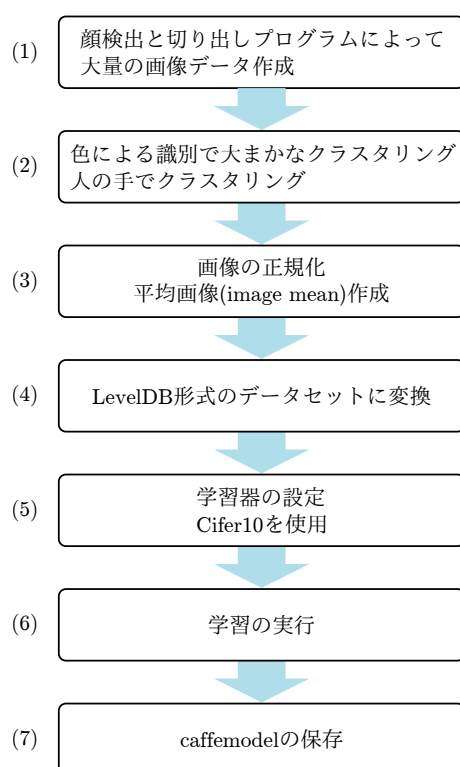 (1)
顔検出と切り出しプログラムによって
大量の画像データ作成
(2)
色による識別で大まかなクラスタリング
人の手でクラスタリング
(3)
画像の正規化
平均画像(image mean)作成
(4)
LevelDB形式のデータセットに変換
(5)
学習器の設定
Cifer10を使用
(6)
学習の実行
(7)
caffemodelの保存